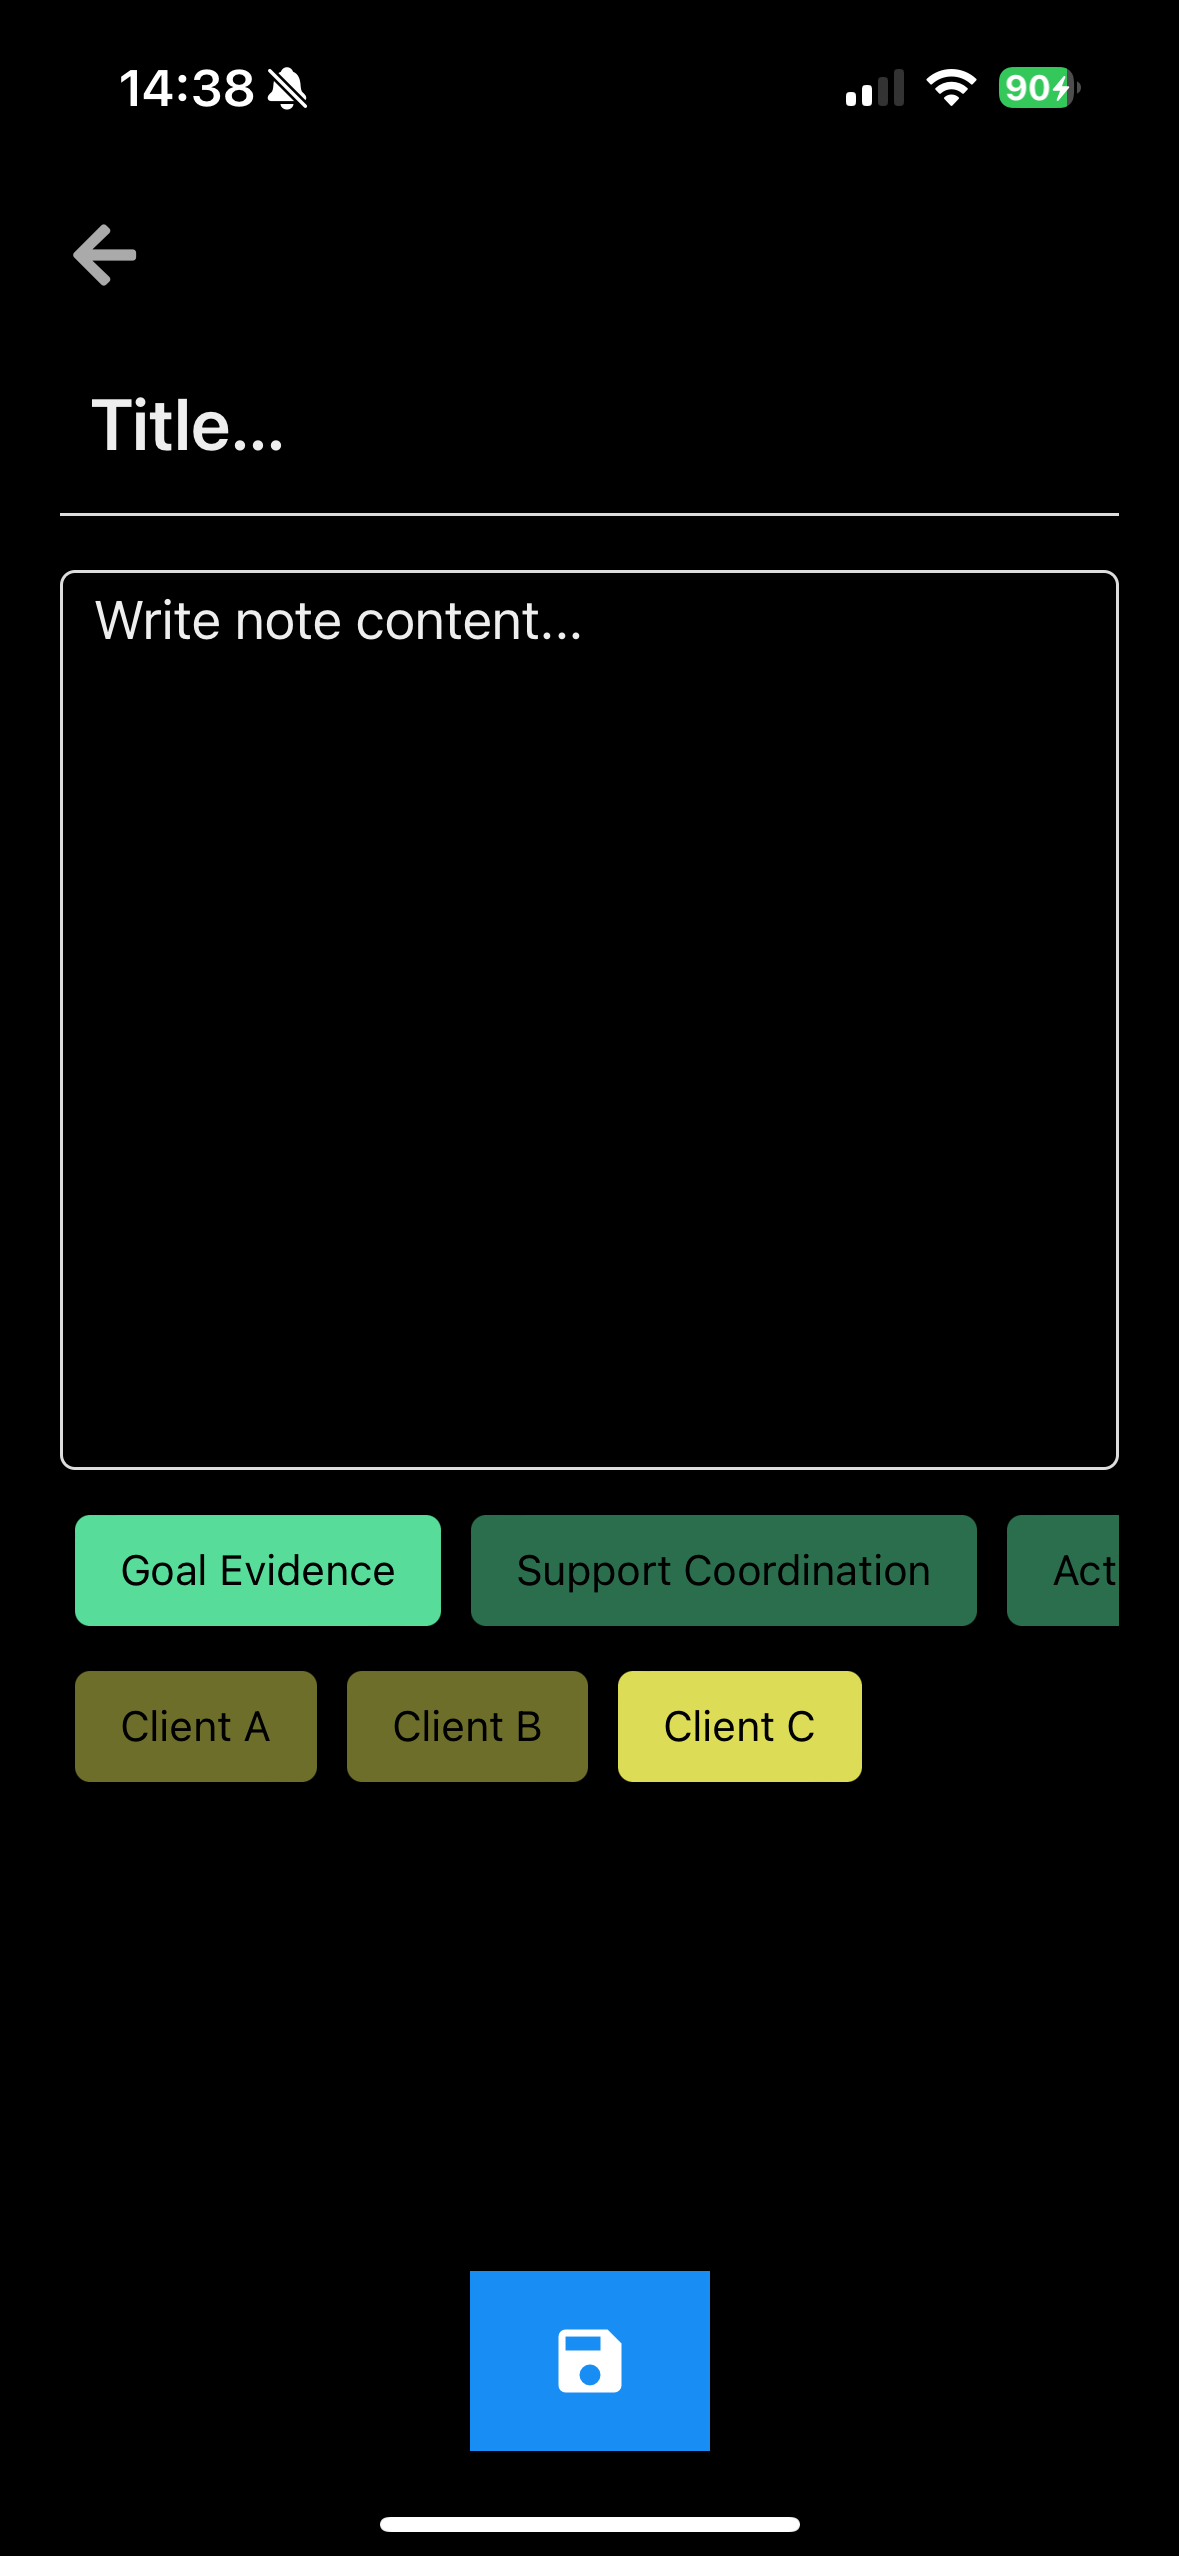 14:38
90
Title...
Write note content...
Goal Evidence Support Coordination Act
Client A Client B Client C